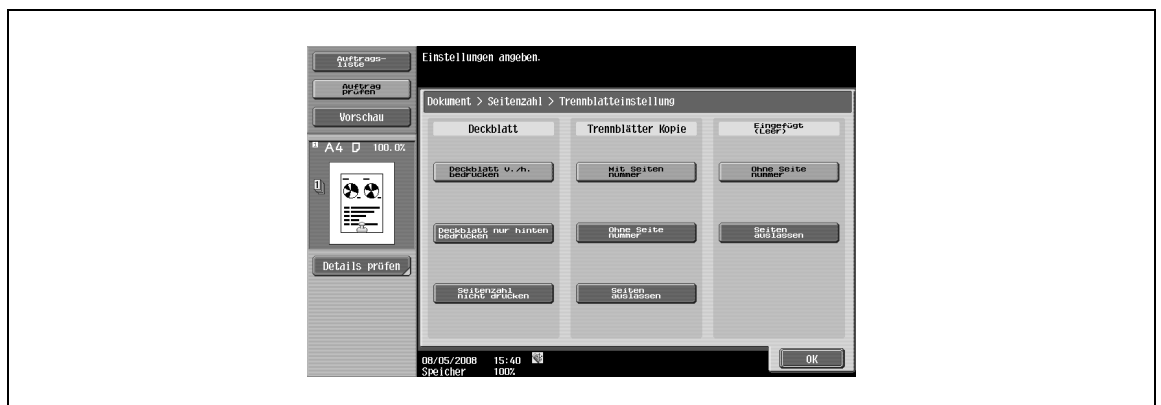 Auftrags-
liste
Auftrag
prüfen
Vorschau
A4 100.0%
1
Details prüfen
Einstellungen angeben.
Dokument > Seitenzahl > Trennblatteinstellung
Deckblatt
Deckblatt v./h.
bedrucken
Deckblatt nur hinten
bedrucken
Seitenzahl
nicht drucken
Trennblätter Kopie
Mit Seiten
nummer
Ohne Seite
nummer
Seiten
auslassen
Eingefügt
(Leer)
Ohne Seite
nummer
Seiten
auslassen
08/05/2008 15:40
Speicher 100%
OK